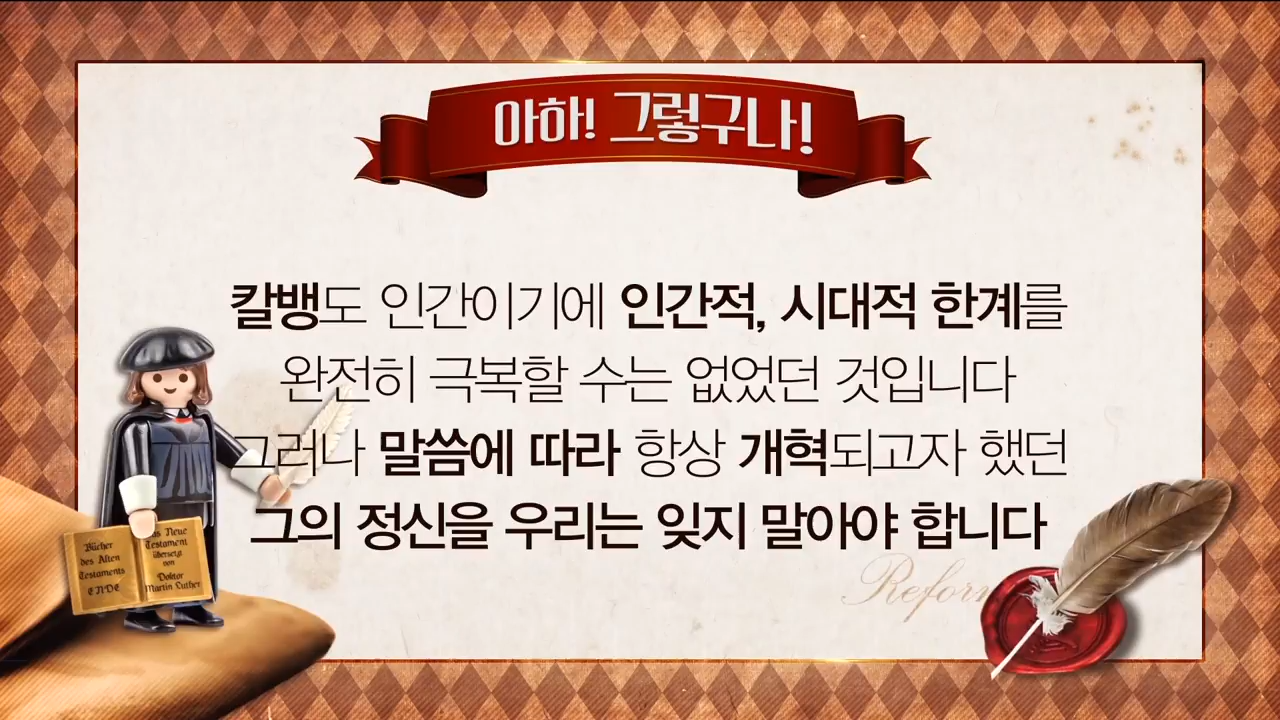 아하! 그렇구나!
칼뱅도 인간이기에 인간적, 시대적 한계를
완전히 극복할 수는 없었던 것입니다
그러나 말씀에 따라 항상 개혁되고자 했던
그의 정신을 우리는 잊지 말아야 합니다
Bücher
des Alten
Testaments
ENDE
Das Neue
Testament
übersetzt
von
Doktor
Martin Luther